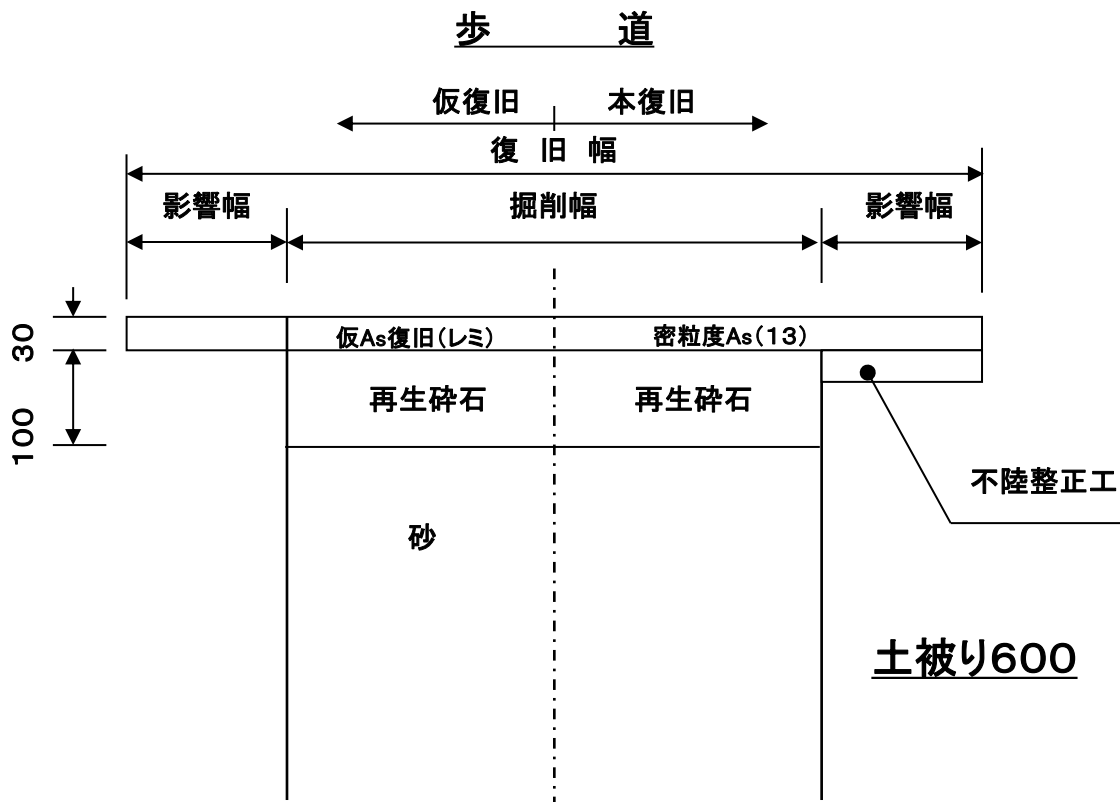 歩　道
仮復旧　本復旧
復旧幅
影響幅　掘削幅　影響幅
30
仮As復旧(レミ)　密粒度As(13)
100
再生砕石　再生砕石
不陸整正工
砂
土被り600